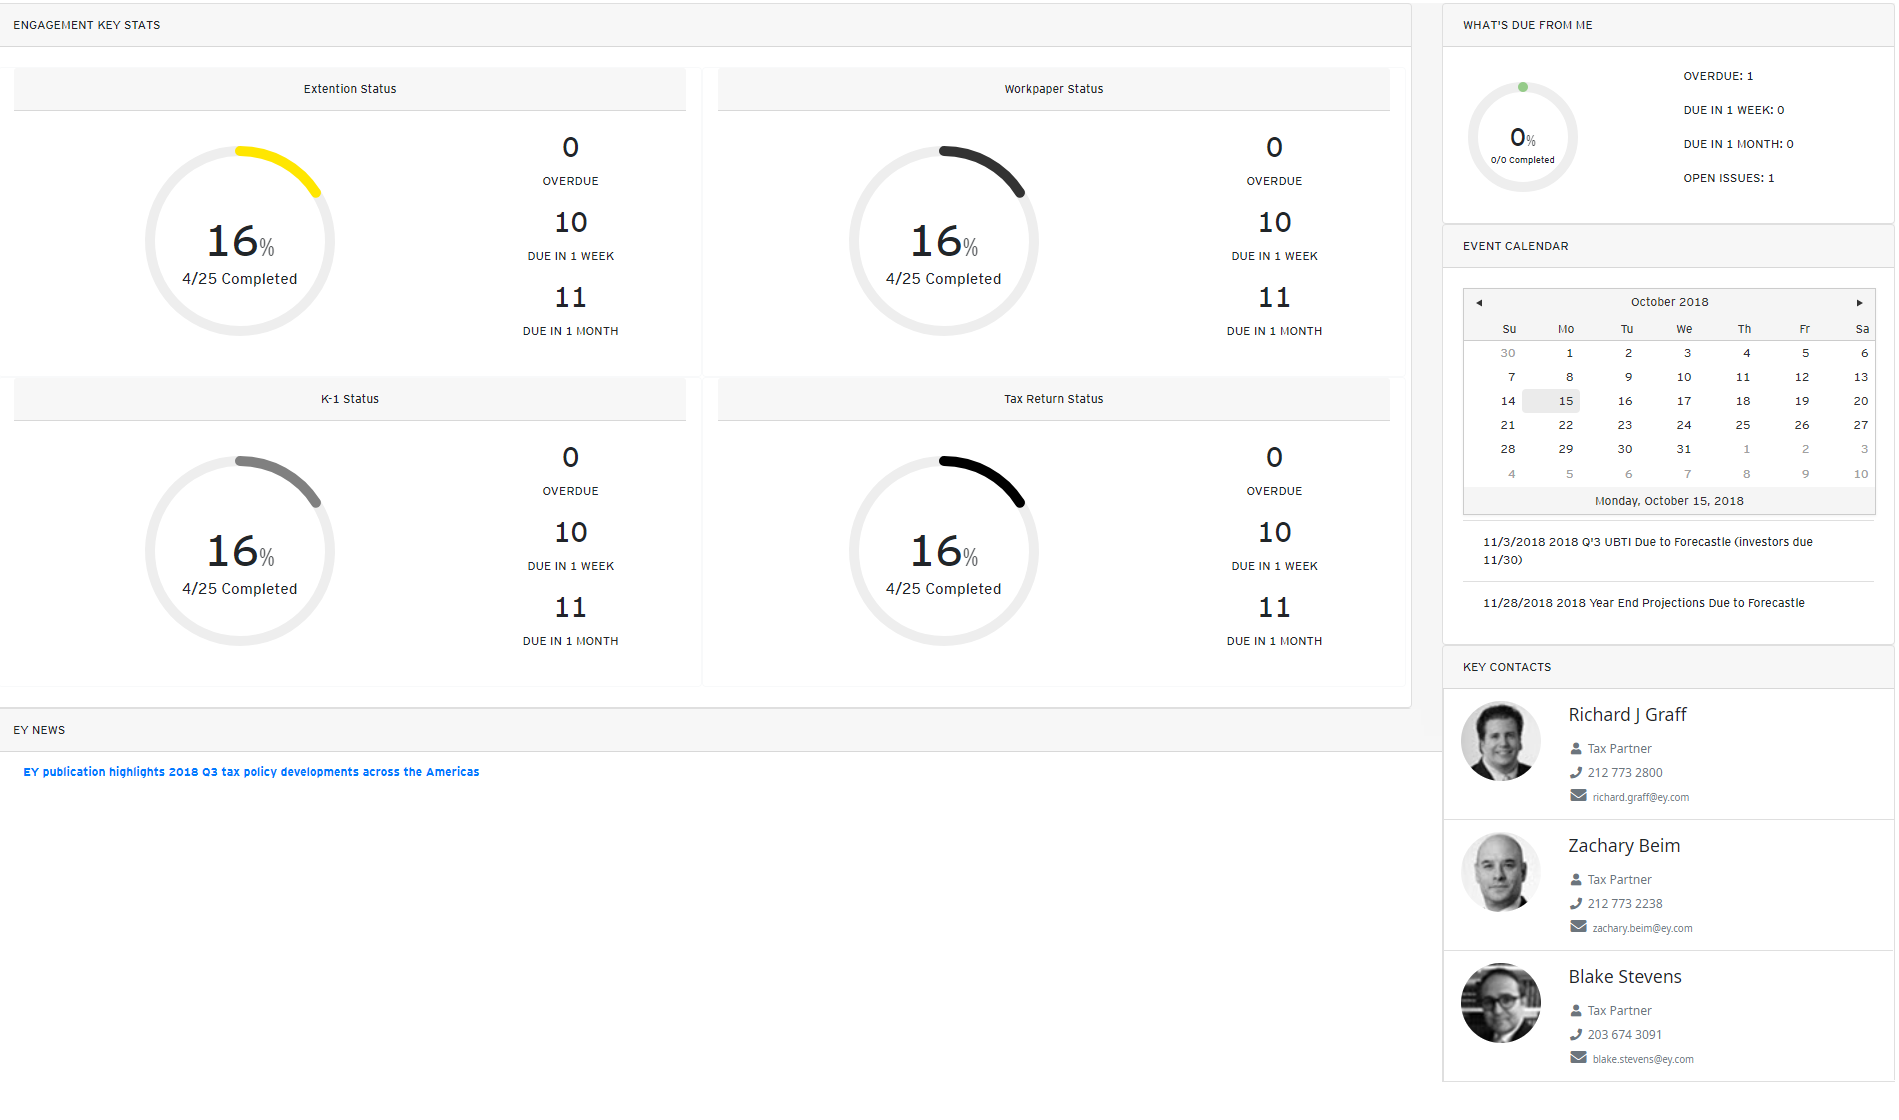 ENGAGEMENT KEY STATS
Extention Status
16%
4/25 Completed
0
OVERDUE
10
DUE IN 1 WEEK
11
DUE IN 1 MONTH
Workpaper Status
16%
4/25 Completed
0
OVERDUE
10
DUE IN 1 WEEK
11
DUE IN 1 MONTH
K-1 Status
16%
4/25 Completed
0
OVERDUE
10
DUE IN 1 WEEK
11
DUE IN 1 MONTH
Tax Return Status
16%
4/25 Completed
0
OVERDUE
10
DUE IN 1 WEEK
11
DUE IN 1 MONTH
EY NEWS
EY publication highlights 2018 Q3 tax policy developments across the Americas
WHAT'S DUE FROM ME
0%
0/0 Completed
OVERDUE: 1
DUE IN 1 WEEK: 0
DUE IN 1 MONTH: 0
OPEN ISSUES: 1
EVENT CALENDAR
October 2018
Su Mo Tu We Th Fr Sa
30 1 2 3 4 5 6
7 8 9 10 11 12 13
14 15 16 17 18 19 20
21 22 23 24 25 26 27
28 29 30 31 1 2 3
4 5 6 7 8 9 10
Monday, October 15, 2018
11/3/2018 2018 Q'3 UBTI Due to Forecastle (investors due
11/30)
11/28/2018 2018 Year End Projections Due to Forecastle
KEY CONTACTS
Richard J Graff
Tax Partner
212 773 2800
richard.graff@ey.com
Zachary Beim
Tax Partner
212 773 2238
zachary.beim@ey.com
Blake Stevens
Tax Partner
203 674 3091
blake.stevens@ey.com